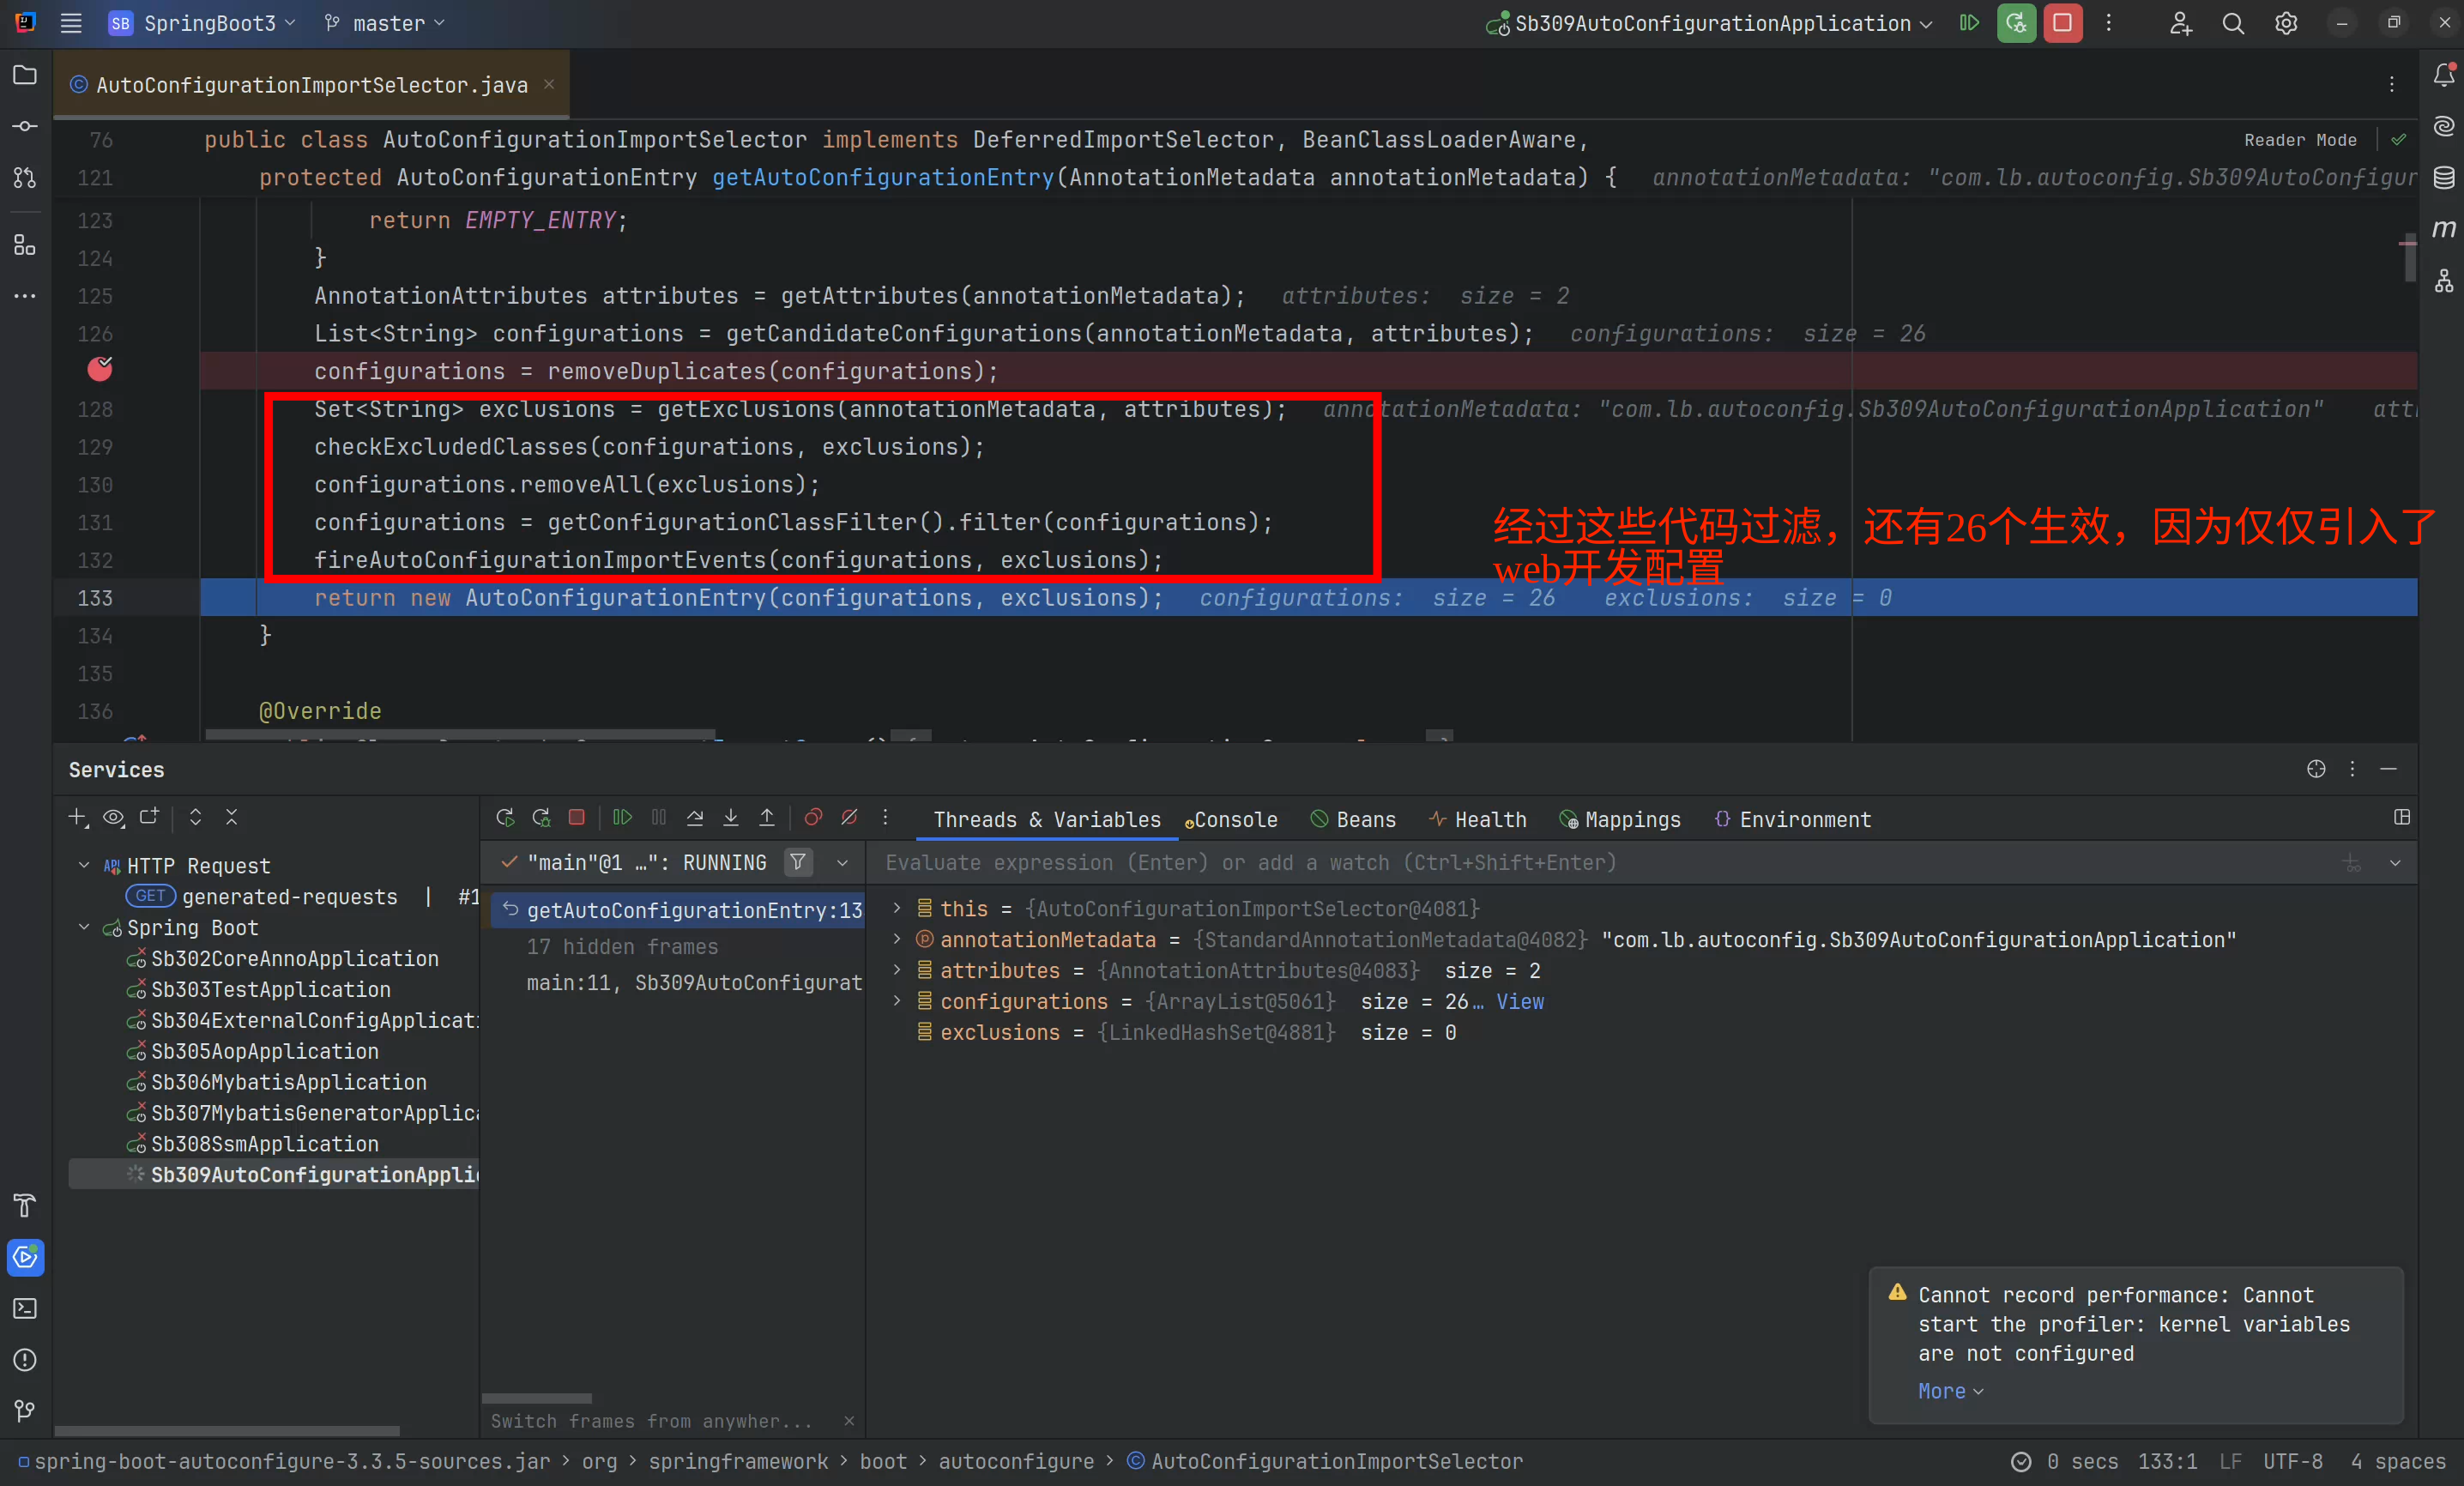 SB SpringBoot3 master Sb309AutoConfigurationApplication
AutoConfigurationImportSelector.java
76 public class AutoConfigurationImportSelector implements DeferredImportSelector, BeanClassLoaderAware, Reader Mode
121 protected AutoConfigurationEntry getAutoConfigurationEntry(AnnotationMetadata annotationMetadata) { annotationMetadata: "com.lb.autoconfig.Sb309AutoConfigur
123 return EMPTY_ENTRY;
124 }
125 AnnotationAttributes attributes = getAttributes(annotationMetadata); attributes: size = 2
126 List<String> configurations = getCandidateConfigurations(annotationMetadata, attributes); configurations: size = 26
configurations = removeDuplicates(configurations);
128 Set<String> exclusions = getExclusions(annotationMetadata, attributes); annotationMetadata: "com.lb.autoconfig.Sb309AutoConfigurationApplication" att
129 checkExcludedClasses(configurations, exclusions);
130 configurations.removeAll(exclusions);
131 configurations = getConfigurationClassFilter().filter(configurations);
经过这些代码过滤，还有26个生效，因为仅仅引入了
web开发配置
132 fireAutoConfigurationImportEvents(configurations, exclusions);
133 return new AutoConfigurationEntry(configurations, exclusions); configurations: size = 26 exclusions: size = 0
134 }
135
136 @Override
Services
Threads & Variables Console Beans Health Mappings Environment
HTTP Request
GET generated-requests | #1
Spring Boot
Sb302CoreAnnoApplication
Sb303TestApplication
Sb304ExternalConfigApplicat
Sb305AopApplication
Sb306MybatisApplication
Sb307MybatisGeneratorApplic
Sb308SsmApplication
Sb309AutoConfigurationAppli
"main"@1 …": RUNNING
getAutoConfigurationEntry:13
17 hidden frames
main:11, Sb309AutoConfigurat
Switch frames from anywher...
Evaluate expression (Enter) or add a watch (Ctrl+Shift+Enter)
this = {AutoConfigurationImportSelector@4081}
annotationMetadata = {StandardAnnotationMetadata@4082} "com.lb.autoconfig.Sb309AutoConfigurationApplication"
attributes = {AnnotationAttributes@4083} size = 2
configurations = {ArrayList@5061} size = 26… View
exclusions = {LinkedHashSet@4881} size = 0
Cannot record performance: Cannot
start the profiler: kernel variables
are not configured
More
spring-boot-autoconfigure-3.3.5-sources.jar > org > springframework > boot > autoconfigure > AutoConfigurationImportSelector 0 secs 133:1 LF UTF-8 4 spaces